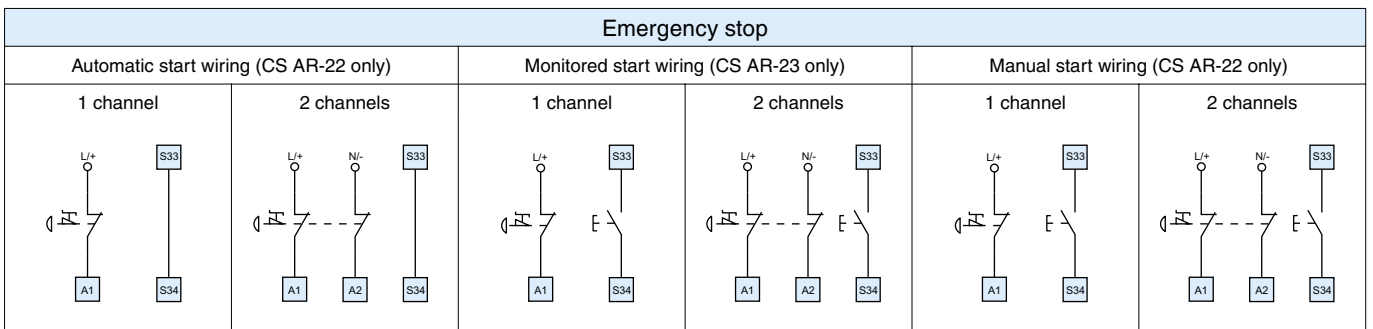 Emergency stop
Automatic start wiring (CS AR-22 only) Monitored start wiring (CS AR-23 only) Manual start wiring (CS AR-22 only)
1 channel 2 channels 1 channel 2 channels 1 channel 2 channels
L/+ S33 L/+ N/- S33 L/+ S33 L/+ N/- S33 L/+ S33 L/+ N/- S33
A1 S34 A1 A2 S34 A1 S34 A1 A2 S34 A1 S34 A1 A2 S34